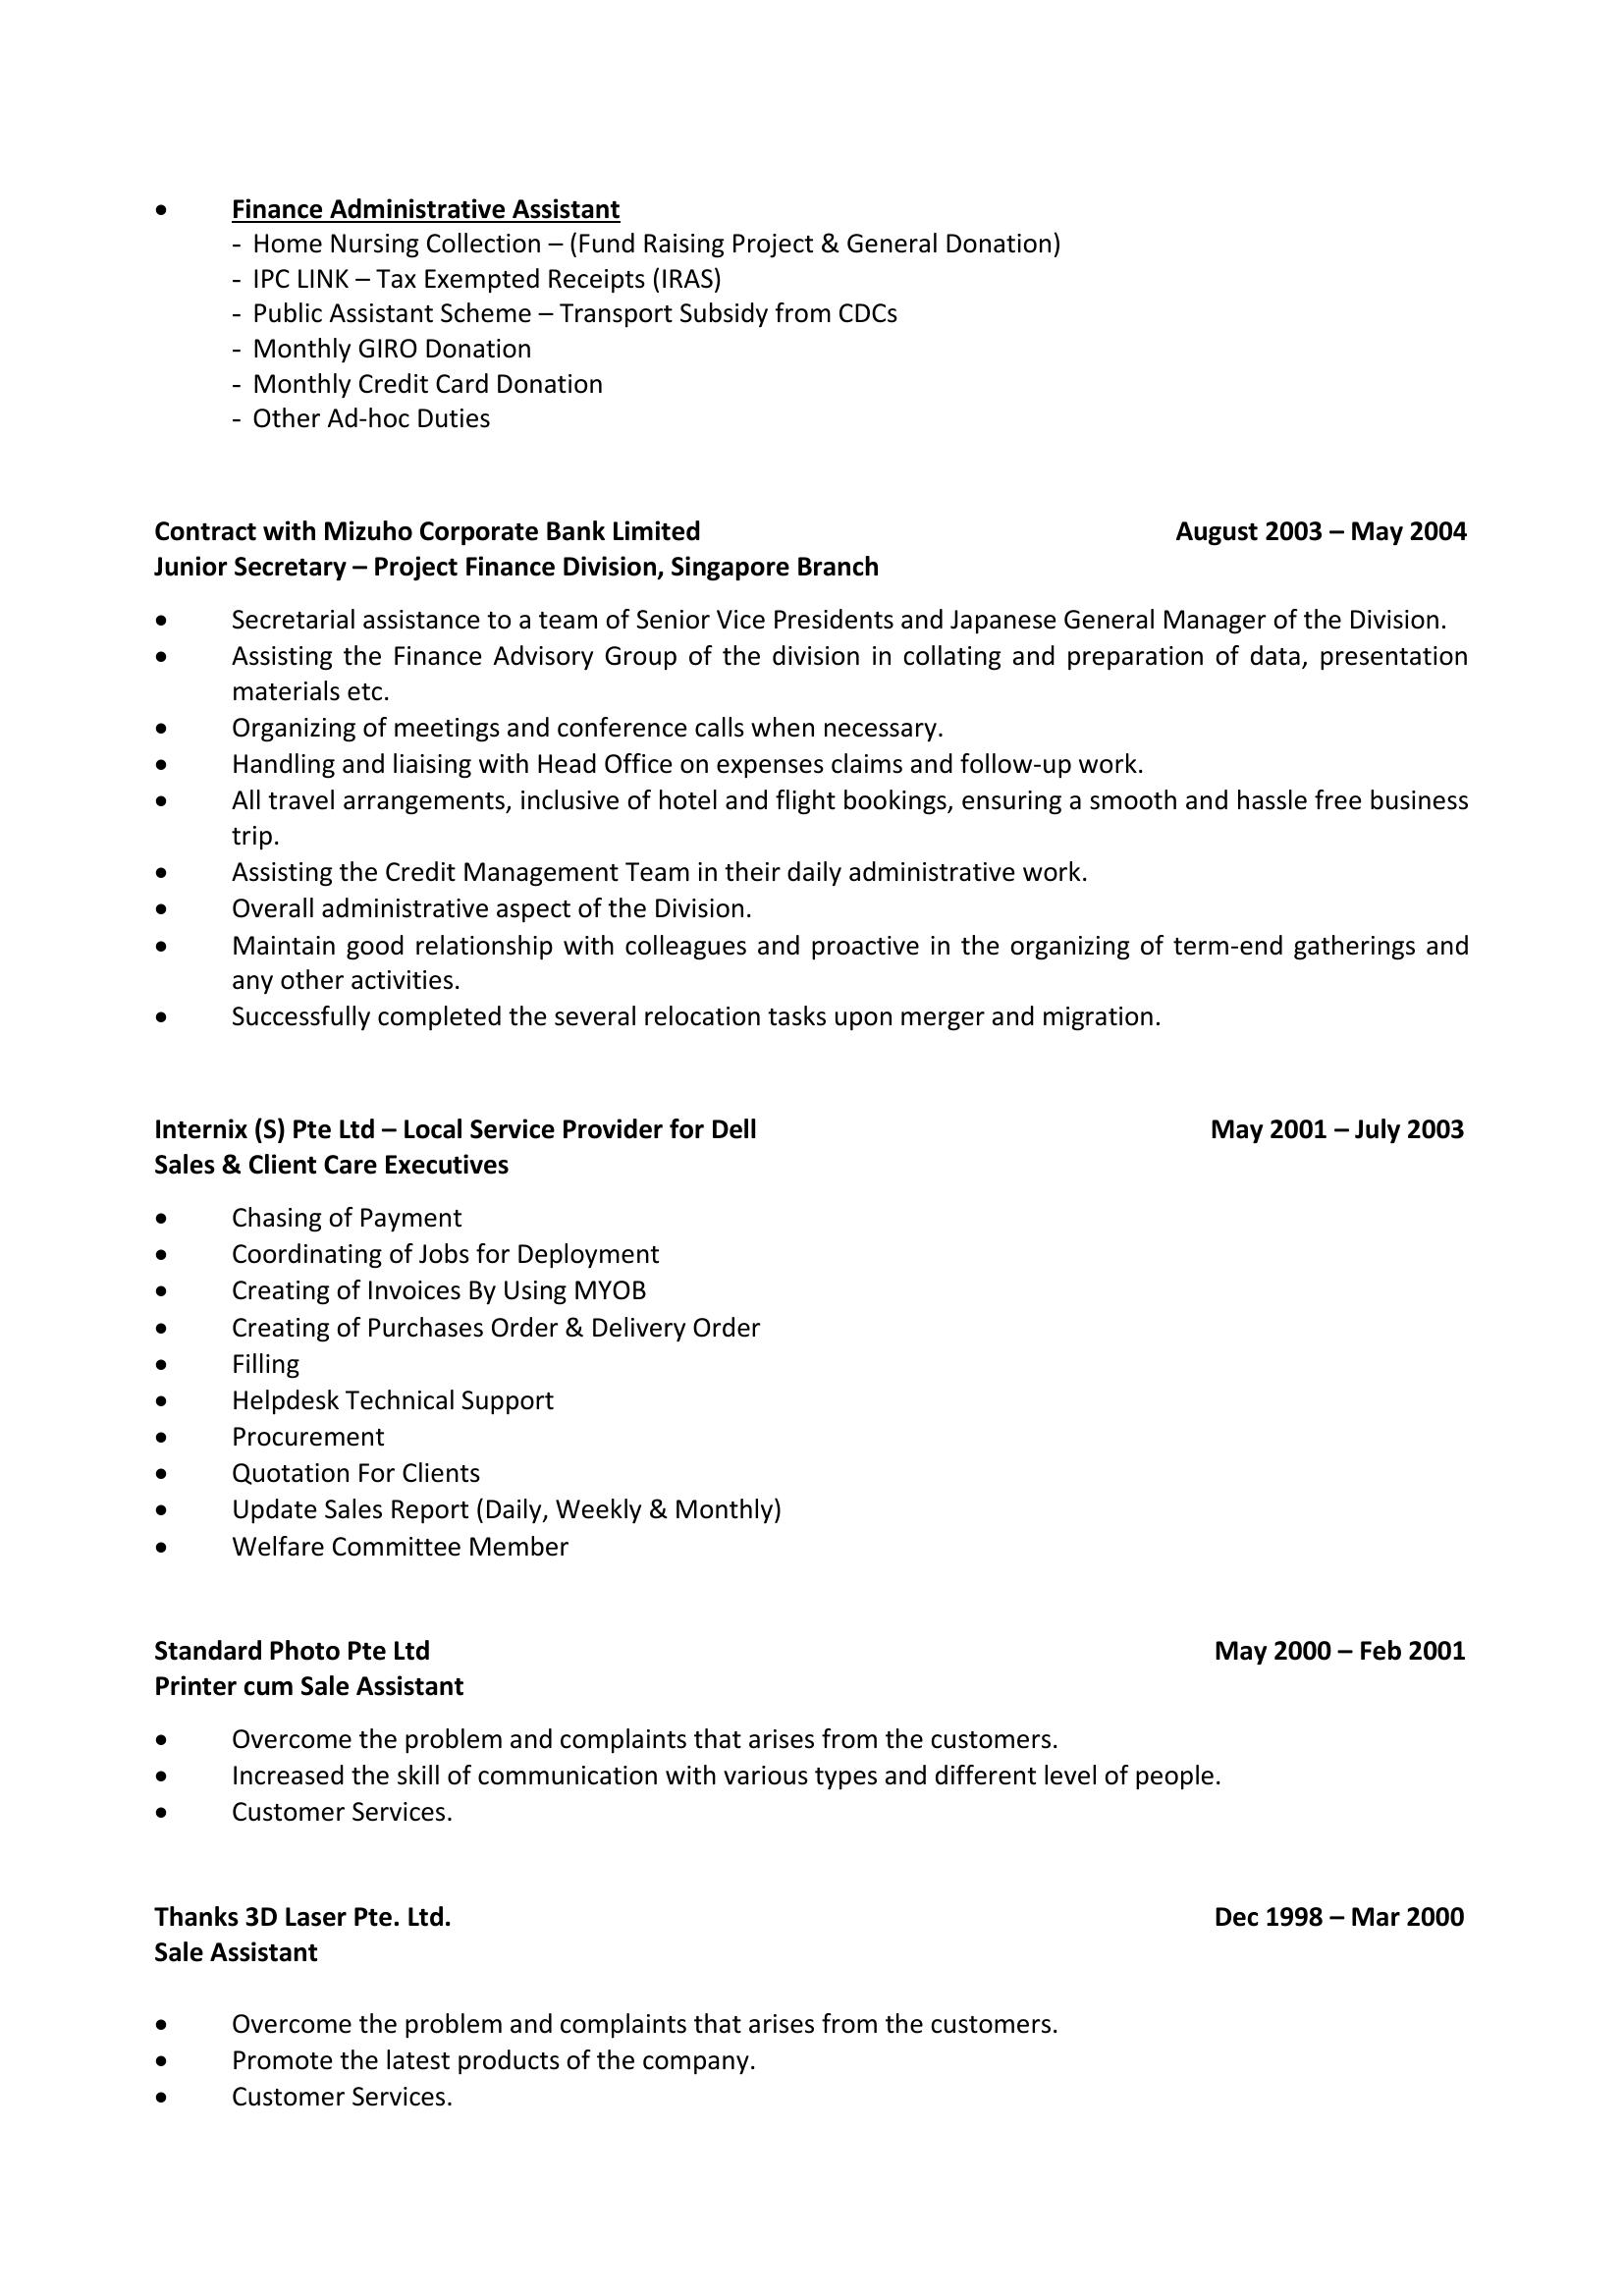 • Finance Administrative Assistant
- Home Nursing Collection – (Fund Raising Project & General Donation)
- IPC LINK – Tax Exempted Receipts (IRAS)
- Public Assistant Scheme – Transport Subsidy from CDCs
- Monthly GIRO Donation
- Monthly Credit Card Donation
- Other Ad-hoc Duties
Contract with Mizuho Corporate Bank Limited August 2003 – May 2004
Junior Secretary – Project Finance Division, Singapore Branch
• Secretarial assistance to a team of Senior Vice Presidents and Japanese General Manager of the Division.
• Assisting the Finance Advisory Group of the division in collating and preparation of data, presentation
materials etc.
• Organizing of meetings and conference calls when necessary.
• Handling and liaising with Head Office on expenses claims and follow-up work.
• All travel arrangements, inclusive of hotel and flight bookings, ensuring a smooth and hassle free business
trip.
• Assisting the Credit Management Team in their daily administrative work.
• Overall administrative aspect of the Division.
• Maintain good relationship with colleagues and proactive in the organizing of term-end gatherings and
any other activities.
• Successfully completed the several relocation tasks upon merger and migration.
Internix (S) Pte Ltd – Local Service Provider for Dell May 2001 – July 2003
Sales & Client Care Executives
• Chasing of Payment
• Coordinating of Jobs for Deployment
• Creating of Invoices By Using MYOB
• Creating of Purchases Order & Delivery Order
• Filling
• Helpdesk Technical Support
• Procurement
• Quotation For Clients
• Update Sales Report (Daily, Weekly & Monthly)
• Welfare Committee Member
Standard Photo Pte Ltd May 2000 – Feb 2001
Printer cum Sale Assistant
• Overcome the problem and complaints that arises from the customers.
• Increased the skill of communication with various types and different level of people.
• Customer Services.
Thanks 3D Laser Pte. Ltd. Dec 1998 – Mar 2000
Sale Assistant
• Overcome the problem and complaints that arises from the customers.
• Promote the latest products of the company.
• Customer Services.